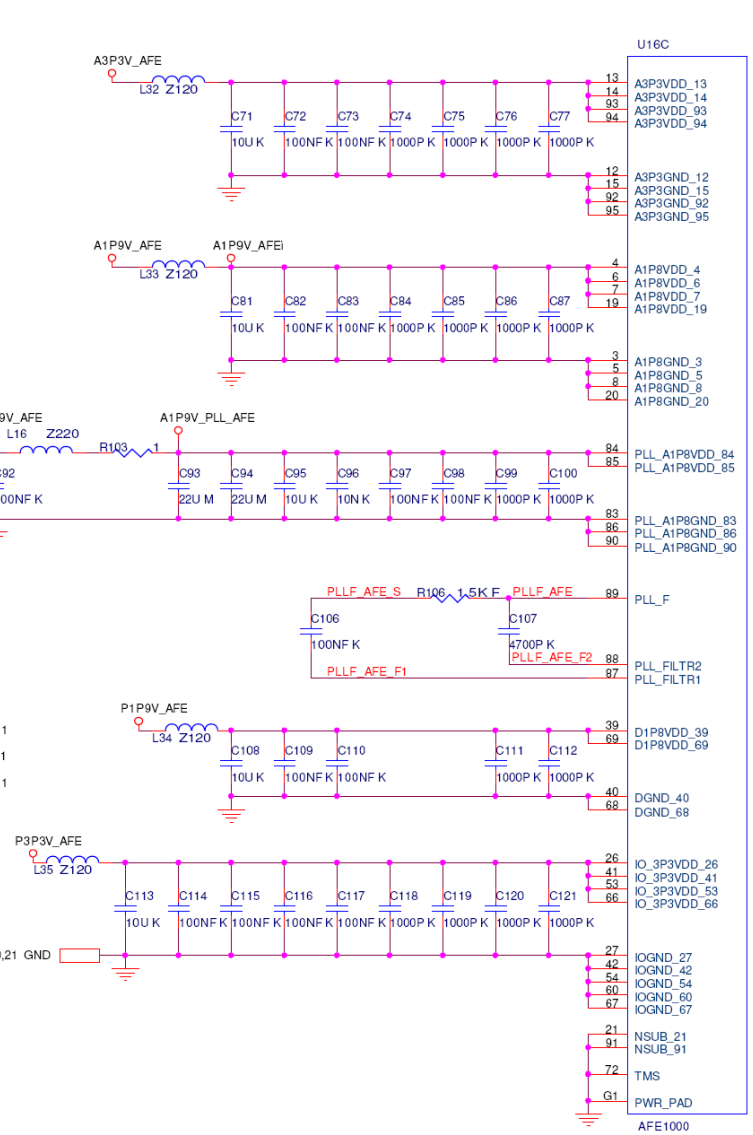 U16C
A3P3V_AFE
L32 Z120
13 A3P3VDD_13
14 A3P3VDD_14
93 A3P3VDD_93
94 A3P3VDD_94
C71 C72 C73 C74 C75 C76 C77
10U K 100NF K 100NF K 1000P K 1000P K 1000P K 1000P K
12 A3P3GND_12
15 A3P3GND_15
92 A3P3GND_92
95 A3P3GND_95
A1P9V_AFE A1P9V_AFEi
L33 Z120
4 A1P8VDD_4
6 A1P8VDD_6
7 A1P8VDD_7
19 A1P8VDD_19
C81 C82 C83 C84 C85 C86 C87
10U K 100NF K 100NF K 1000P K 1000P K 1000P K 1000P K
3 A1P8GND_3
5 A1P8GND_5
8 A1P8GND_8
20 A1P8GND_20
9V_AFE A1P9V_PLL_AFE
L16 Z220 R103 1
84 PLL_A1P8VDD_84
85 PLL_A1P8VDD_85
C92 C93 C94 C95 C96 C97 C98 C99 C100
00NF K 22U M 22U M 10U K 10N K 100NF K 100NF K 1000P K 1000P K
83 PLL_A1P8GND_83
86 PLL_A1P8GND_86
90 PLL_A1P8GND_90
PLLF_AFE_S R106 1.5K F PLLF_AFE 89 PLL_F
C106 C107
100NF K 4700P K
PLLF_AFE_F2 88 PLL_FILTR2
PLLF_AFE_F1 87 PLL_FILTR1
P1P9V_AFE
L34 Z120
1
1
1
39 D1P8VDD_39
69 D1P8VDD_69
C108 C109 C110 C111 C112
10U K 100NF K 100NF K 1000P K 1000P K
40 DGND_40
68 DGND_68
P3P3V_AFE
L35 Z120
26 IO_3P3VDD_26
41 IO_3P3VDD_41
53 IO_3P3VDD_53
66 IO_3P3VDD_66
C113 C114 C115 C116 C117 C118 C119 C120 C121
10U K 100NF K 100NF K 100NF K 100NF K 1000P K 1000P K 1000P K 1000P K
,21 GND
27 IOGND_27
42 IOGND_42
54 IOGND_54
60 IOGND_60
67 IOGND_67
21 NSUB_21
91 NSUB_91
72 TMS
G1 PWR_PAD
AFE1000